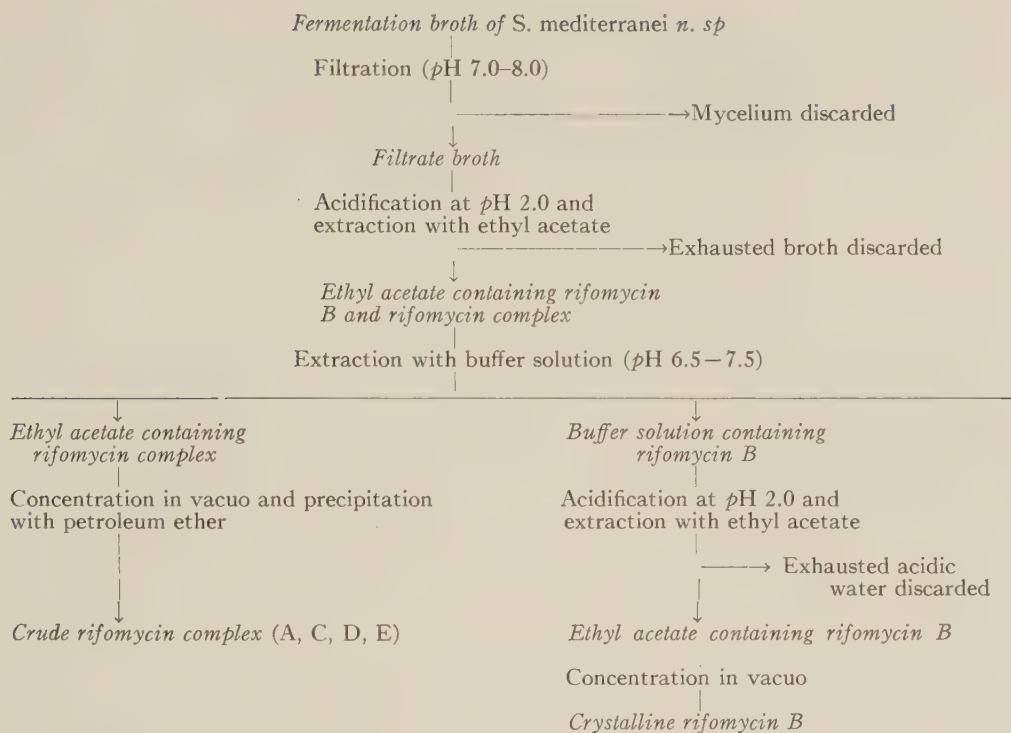 Fermentation broth of S. mediterranei n. sp
Filtration (pH 7.0–8.0)
Mycelium discarded
Filtrate broth
Acidification at pH 2.0 and
extraction with ethyl acetate
Exhausted broth discarded
Ethyl acetate containing rifomycin
B and rifomycin complex
Extraction with buffer solution (pH 6.5–7.5)
Ethyl acetate containing
rifomycin complex
Concentration in vacuo and precipitation
with petroleum ether
Crude rifomycin complex (A, C, D, E)
Buffer solution containing
rifomycin B
Acidification at pH 2.0 and
extraction with ethyl acetate
Exhausted acidic
water discarded
Ethyl acetate containing rifomycin B
Concentration in vacuo
Crystalline rifomycin B